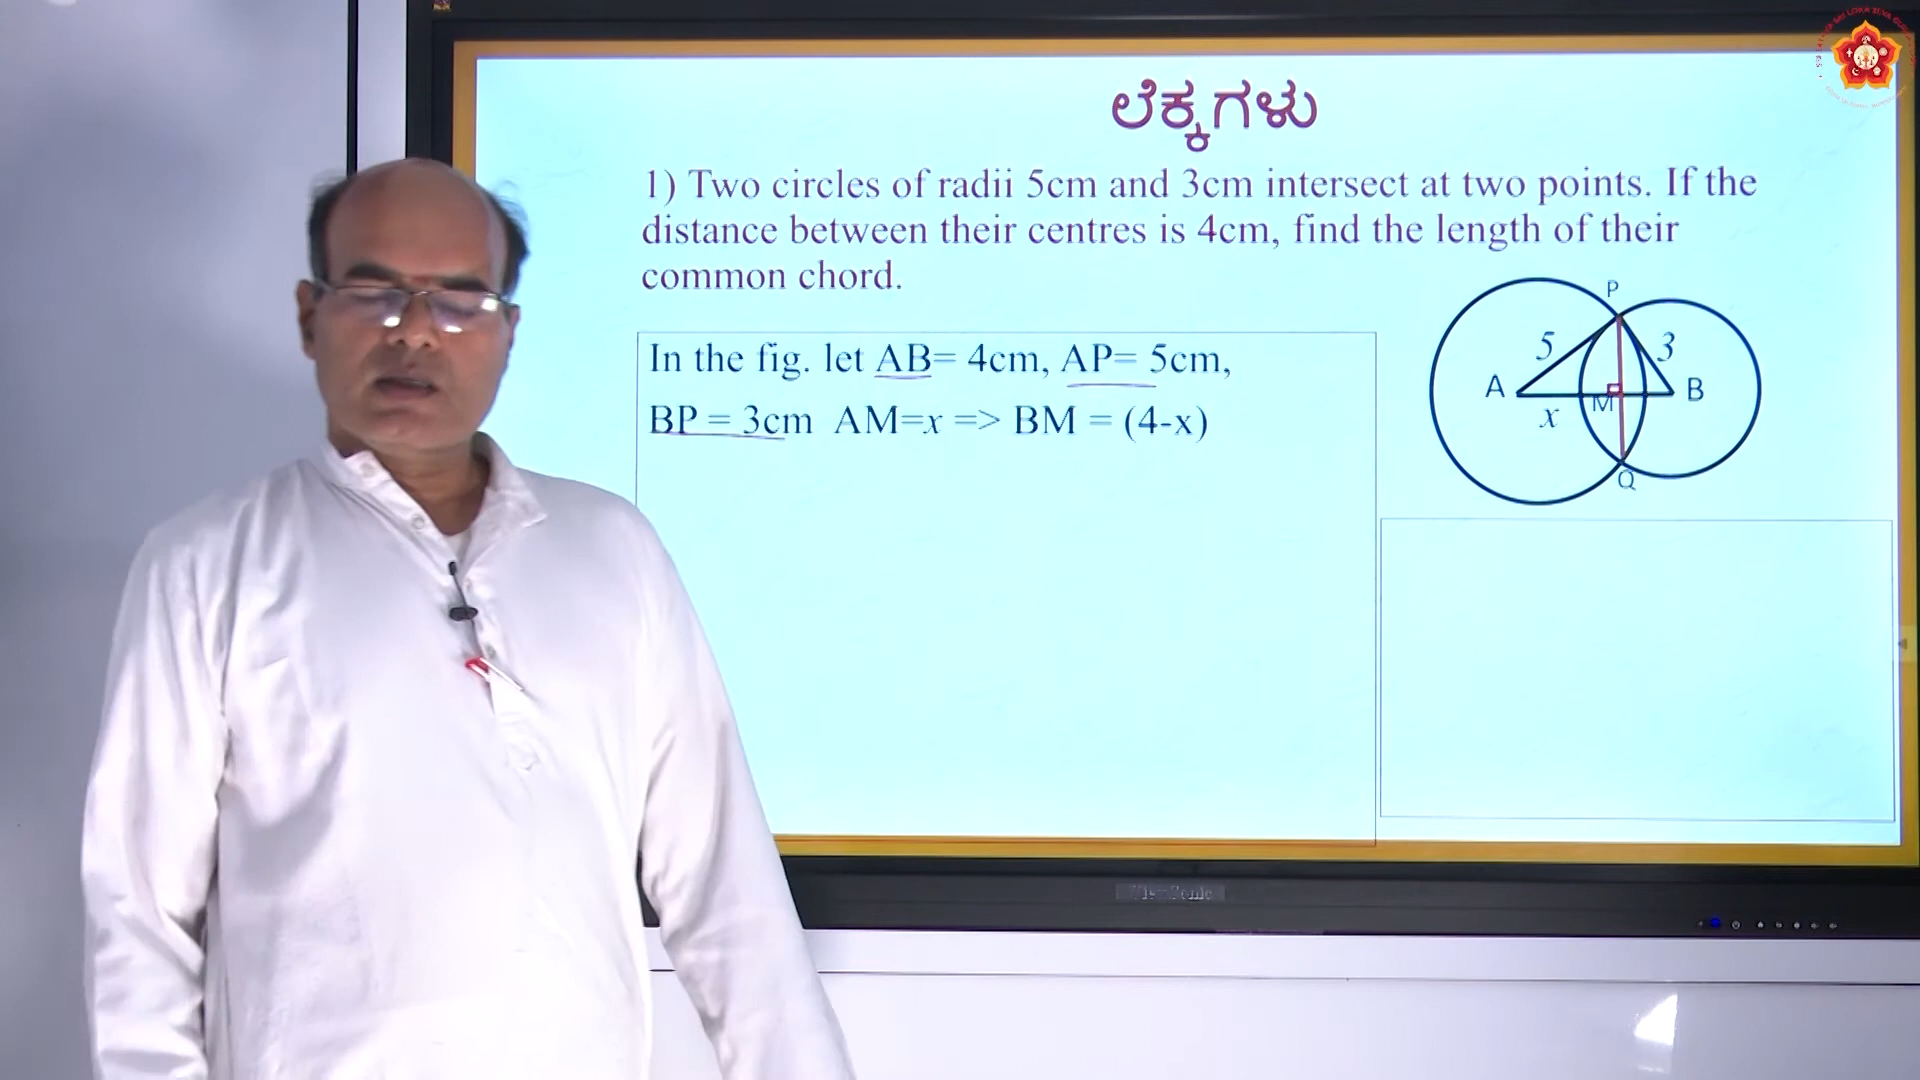 ಲೆಕ್ಕಗಳು
1) Two circles of radii 5cm and 3cm intersect at two points. If the
distance between their centres is 4cm, find the length of their
common chord.
In the fig. let AB= 4cm, AP= 5cm,
BP = 3cm AM=x => BM = (4-x)
P
5 3
A M B
x
Q
ViewSonic